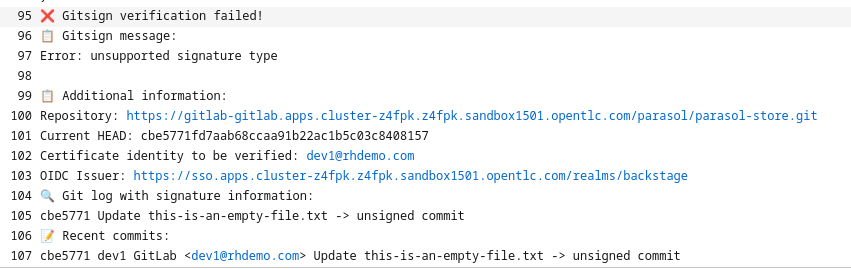 95 ❌ Gitsign verification failed!
96 📋 Gitsign message:
97 Error: unsupported signature type
98
99 📋 Additional information:
100 Repository: https://gitlab-gitlab.apps.cluster-z4fpk.z4fpk.sandbox1501.opentlc.com/parasol/parasol-store.git
101 Current HEAD: cbe5771fd7aab68ccaa91b22ac1b5c03c8408157
102 Certificate identity to be verified: dev1@rhdemo.com
103 OIDC Issuer: https://sso.apps.cluster-z4fpk.z4fpk.sandbox1501.opentlc.com/realms/backstage
104 🔍 Git log with signature information:
105 cbe5771 Update this-is-an-empty-file.txt -> unsigned commit
106 📝 Recent commits:
107 cbe5771 dev1 GitLab <dev1@rhdemo.com> Update this-is-an-empty-file.txt -> unsigned commit